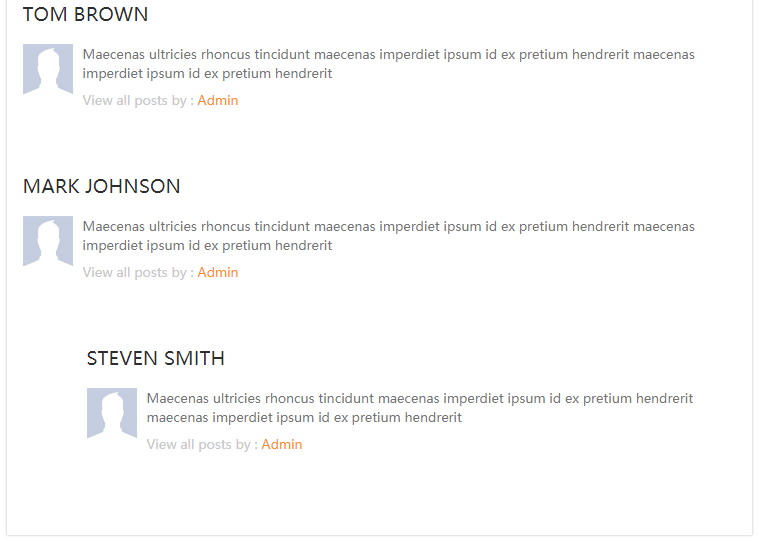 TOM BROWN
Maecenas ultricies rhoncus tincidunt maecenas imperdiet ipsum id ex pretium hendrerit maecenas
imperdiet ipsum id ex pretium hendrerit
View all posts by : Admin
MARK JOHNSON
Maecenas ultricies rhoncus tincidunt maecenas imperdiet ipsum id ex pretium hendrerit maecenas
imperdiet ipsum id ex pretium hendrerit
View all posts by : Admin
STEVEN SMITH
Maecenas ultricies rhoncus tincidunt maecenas imperdiet ipsum id ex pretium hendrerit
maecenas imperdiet ipsum id ex pretium hendrerit
View all posts by : Admin